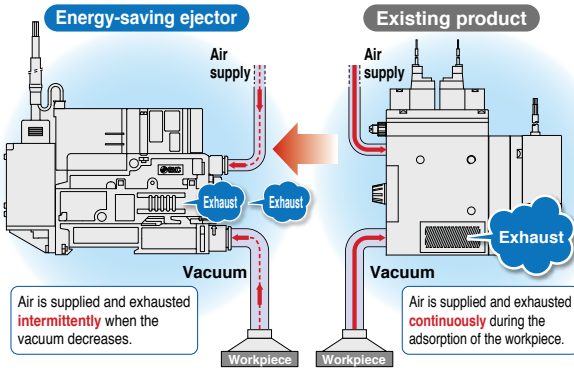 Energy-saving ejector
Existing product
Air
supply
Air
supply
SMC
Exhaust
Exhaust
Exhaust
Vacuum
Vacuum
Air is supplied and exhausted
intermittently when the
vacuum decreases.
Air is supplied and exhausted
continuously during the
adsorption of the workpiece.
Workpiece
Workpiece